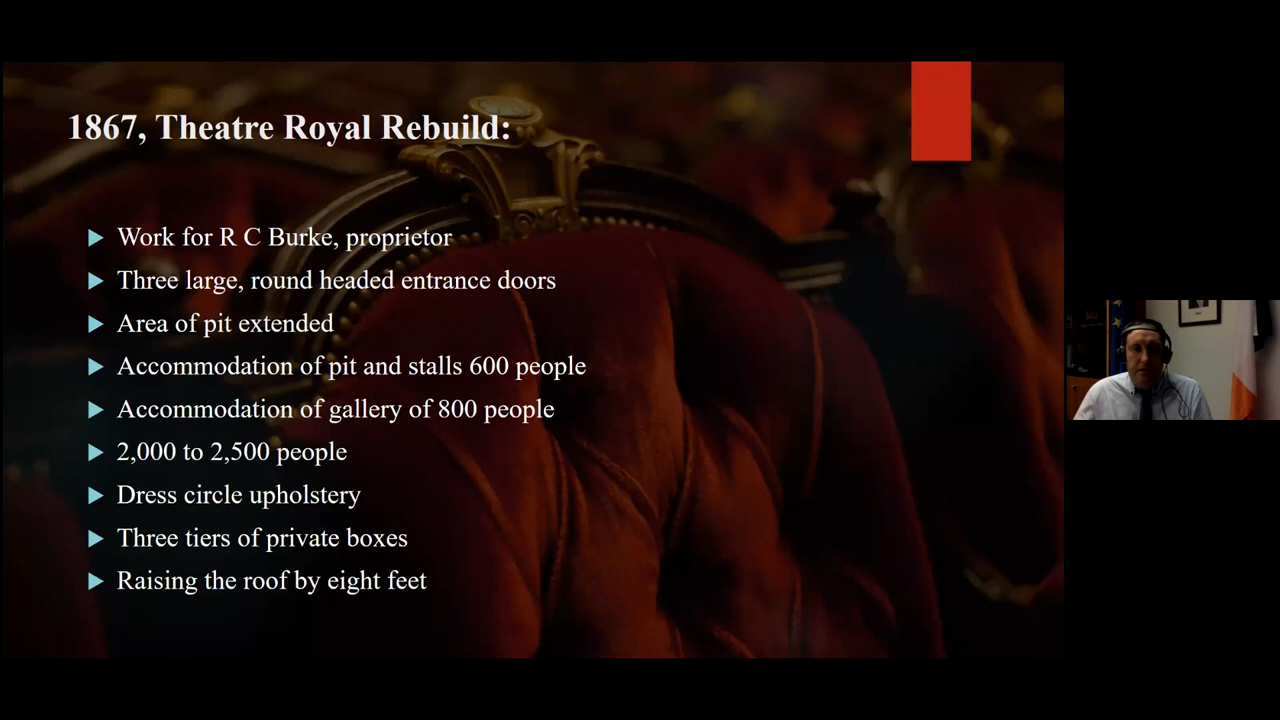 1867, Theatre Royal Rebuild:
Work for R C Burke, proprietor
Three large, round headed entrance doors
Area of pit extended
Accommodation of pit and stalls 600 people
Accommodation of gallery of 800 people
2,000 to 2,500 people
Dress circle upholstery
Three tiers of private boxes
Raising the roof by eight feet